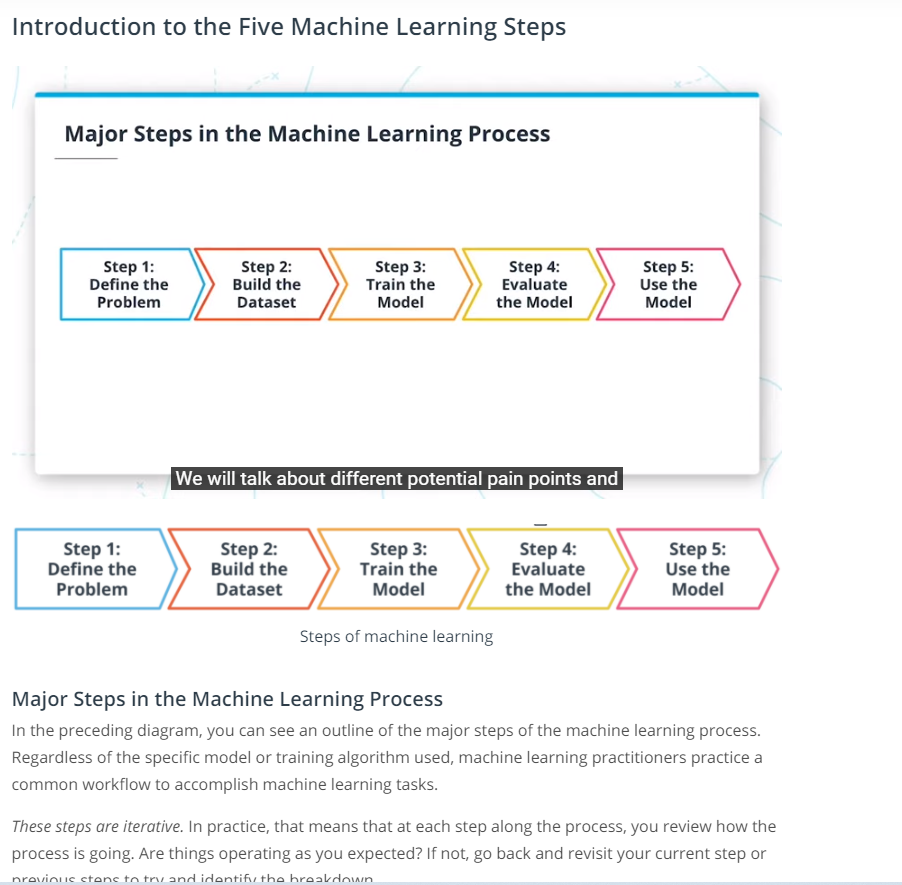 Introduction to the Five Machine Learning Steps
Major Steps in the Machine Learning Process
Step 1:
Define the
Problem
Step 2:
Build the
Dataset
Step 3:
Train the
Model
Step 4:
Evaluate
the Model
Step 5:
Use the
Model
We will talk about different potential pain points and
Step 1:
Define the
Problem
Step 2:
Build the
Dataset
Step 3:
Train the
Model
Step 4:
Evaluate
the Model
Step 5:
Use the
Model
Steps of machine learning
Major Steps in the Machine Learning Process
In the preceding diagram, you can see an outline of the major steps of the machine learning process.
Regardless of the specific model or training algorithm used, machine learning practitioners practice a
common workflow to accomplish machine learning tasks.
These steps are iterative. In practice, that means that at each step along the process, you review how the
process is going. Are things operating as you expected? If not, go back and revisit your current step or
previous steps to try and identify the breakdown.